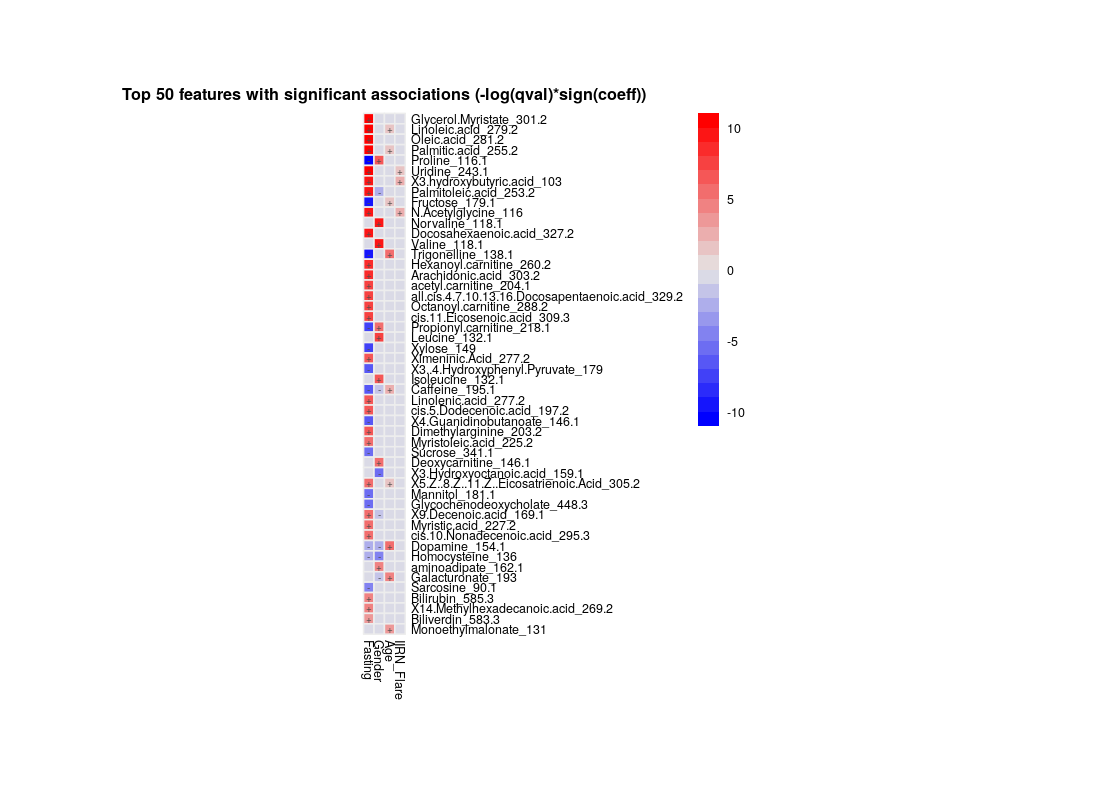 Top 50 features with significant associations (-log(qval)*sign(coeff))
Glycerol.Myristate_301.2
Linoleic.acid_279.2
Oleic.acid_281.2
Palmitic.acid_255.2
Proline_116.1
Uridine_243.1
X3.hydroxybutyric.acid_103
Palmitoleic.acid_253.2
Fructose_179.1
N.Acetylglycine_116
Norvaline_118.1
Docosahexaenoic.acid_327.2
Valine_118.1
Trigonelline_138.1
Hexanoyl.carnitine_260.2
Arachidonic.acid_303.2
acetyl.carnitine_204.1
all.cis.4.7.10.13.16.Docosapentaenoic.acid_329.2
Octanoyl.carnitine_288.2
cis.11.Eicosenoic.acid_309.3
Propionyl.carnitine_218.1
Leucine_132.1
Xylose_149
Ximeninic.Acid_277.2
X3..4.Hydroxyphenyl.Pyruvate_179
Isoleucine_132.1
Caffeine_195.1
Linolenic.acid_277.2
cis.5.Dodecenoic.acid_197.2
X4.Guanidinobutanoate_146.1
Dimethylarginine_203.2
Myristoleic.acid_225.2
Sucrose_341.1
Deoxycarnitine_146.1
X3.Hydroxyoctanoic.acid_159.1
X5.Z..8.Z..11.Z..Eicosatrienoic.Acid_305.2
Mannitol_181.1
Glycochenodeoxycholate_448.3
X9.Decenoic.acid_169.1
Myristic.acid_227.2
cis.10.Nonadecenoic.acid_295.3
Dopamine_154.1
Homocysteine_136
aminoadipate_162.1
Galacturonate_193
Sarcosine_90.1
Bilirubin_585.3
X14.Methylhexadecanoic.acid_269.2
Biliverdin_583.3
Monoethylmalonate_131
Fasting
Gender
Age
IIRN_Flare
10
5
0
-5
-10